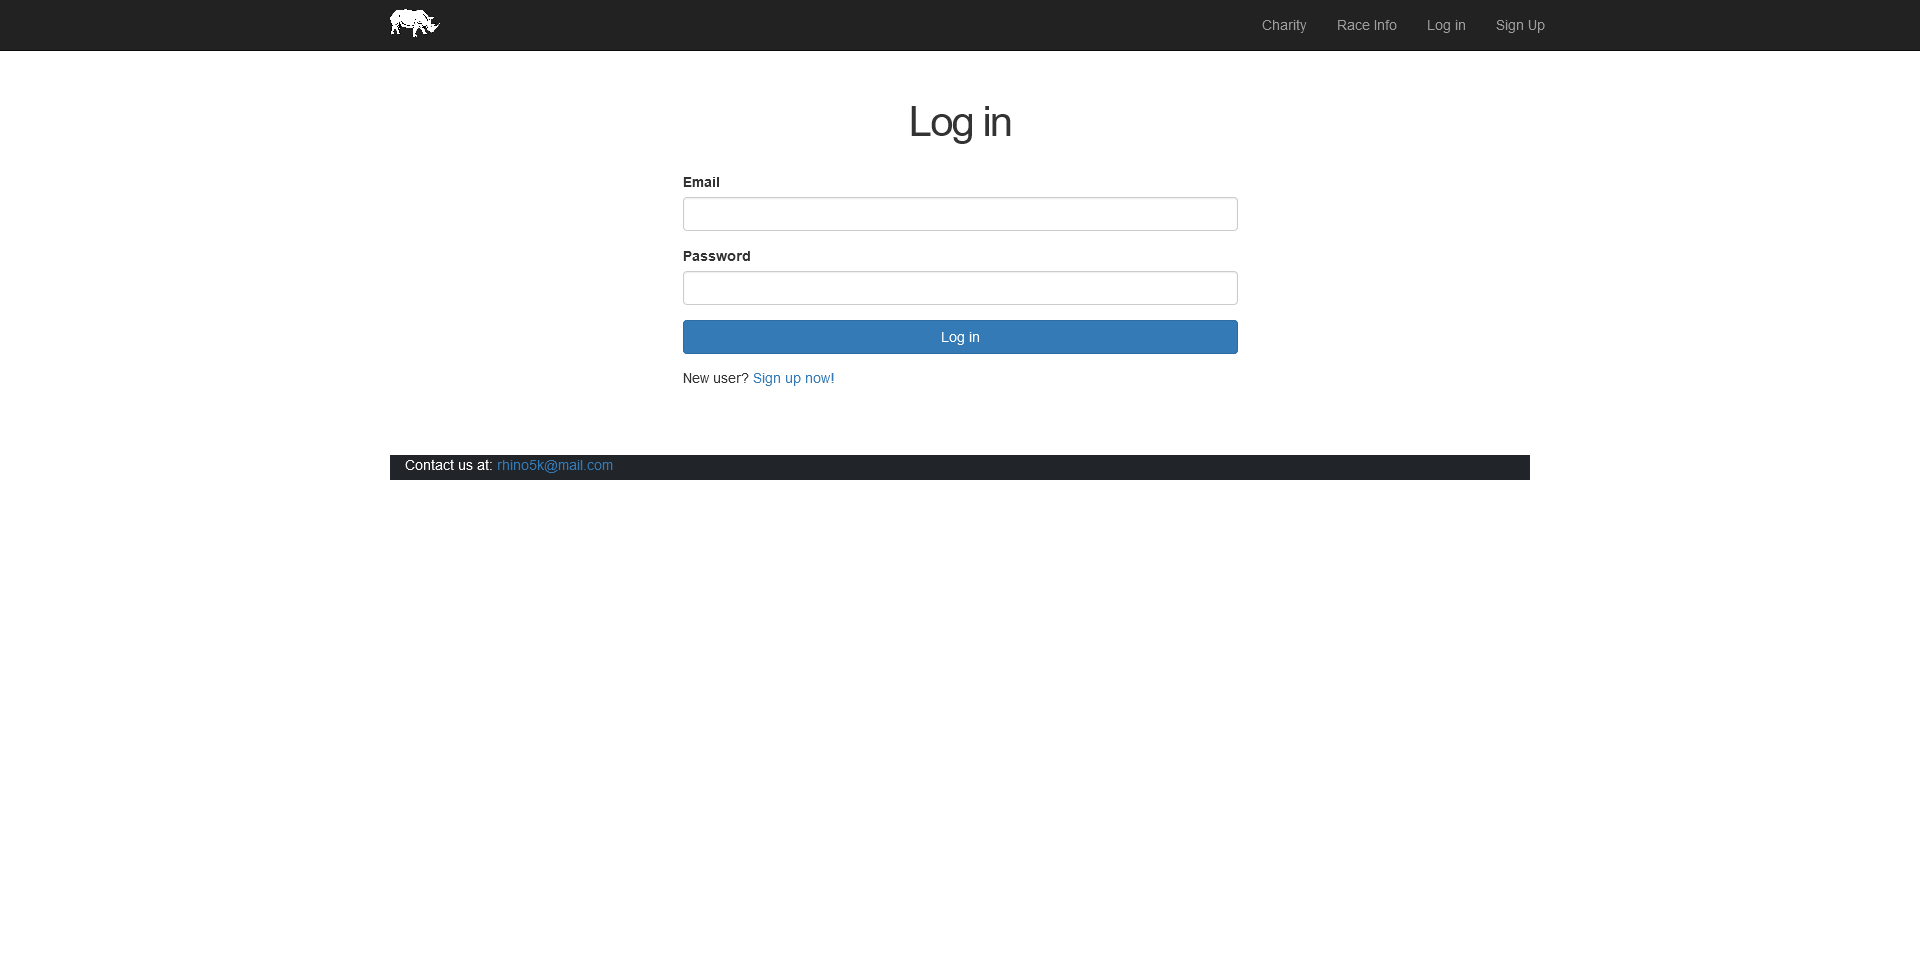 Charity Race Info Log in Sign Up
Log in
Email
Password
Log in
New user? Sign up now!
Contact us at: rhino5k@mail.com